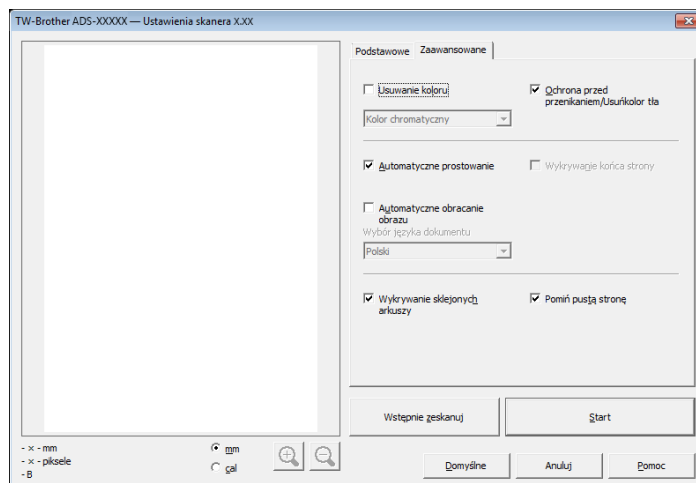 TW-Brother ADS-XXXXX — Ustawienia skanera X.XX
Podstawowe
Zaawansowane
Usuwanie koloru
Kolor chromatyczny
Ochrona przed
przenikaniem/Usuńkolor tła
Automatyczne prostowanie
Wykrywanie końca strony
Automatyczne obracanie
obrazu
Wybór języka dokumentu
Polski
Wykrywanie sklejonych
arkuszy
Pomiń pustą stronę
Wstępnie zeskanuj
Start
- x - mm
- x - piksele
- B
mm
cal
Domyślne
Anuluj
Pomoc